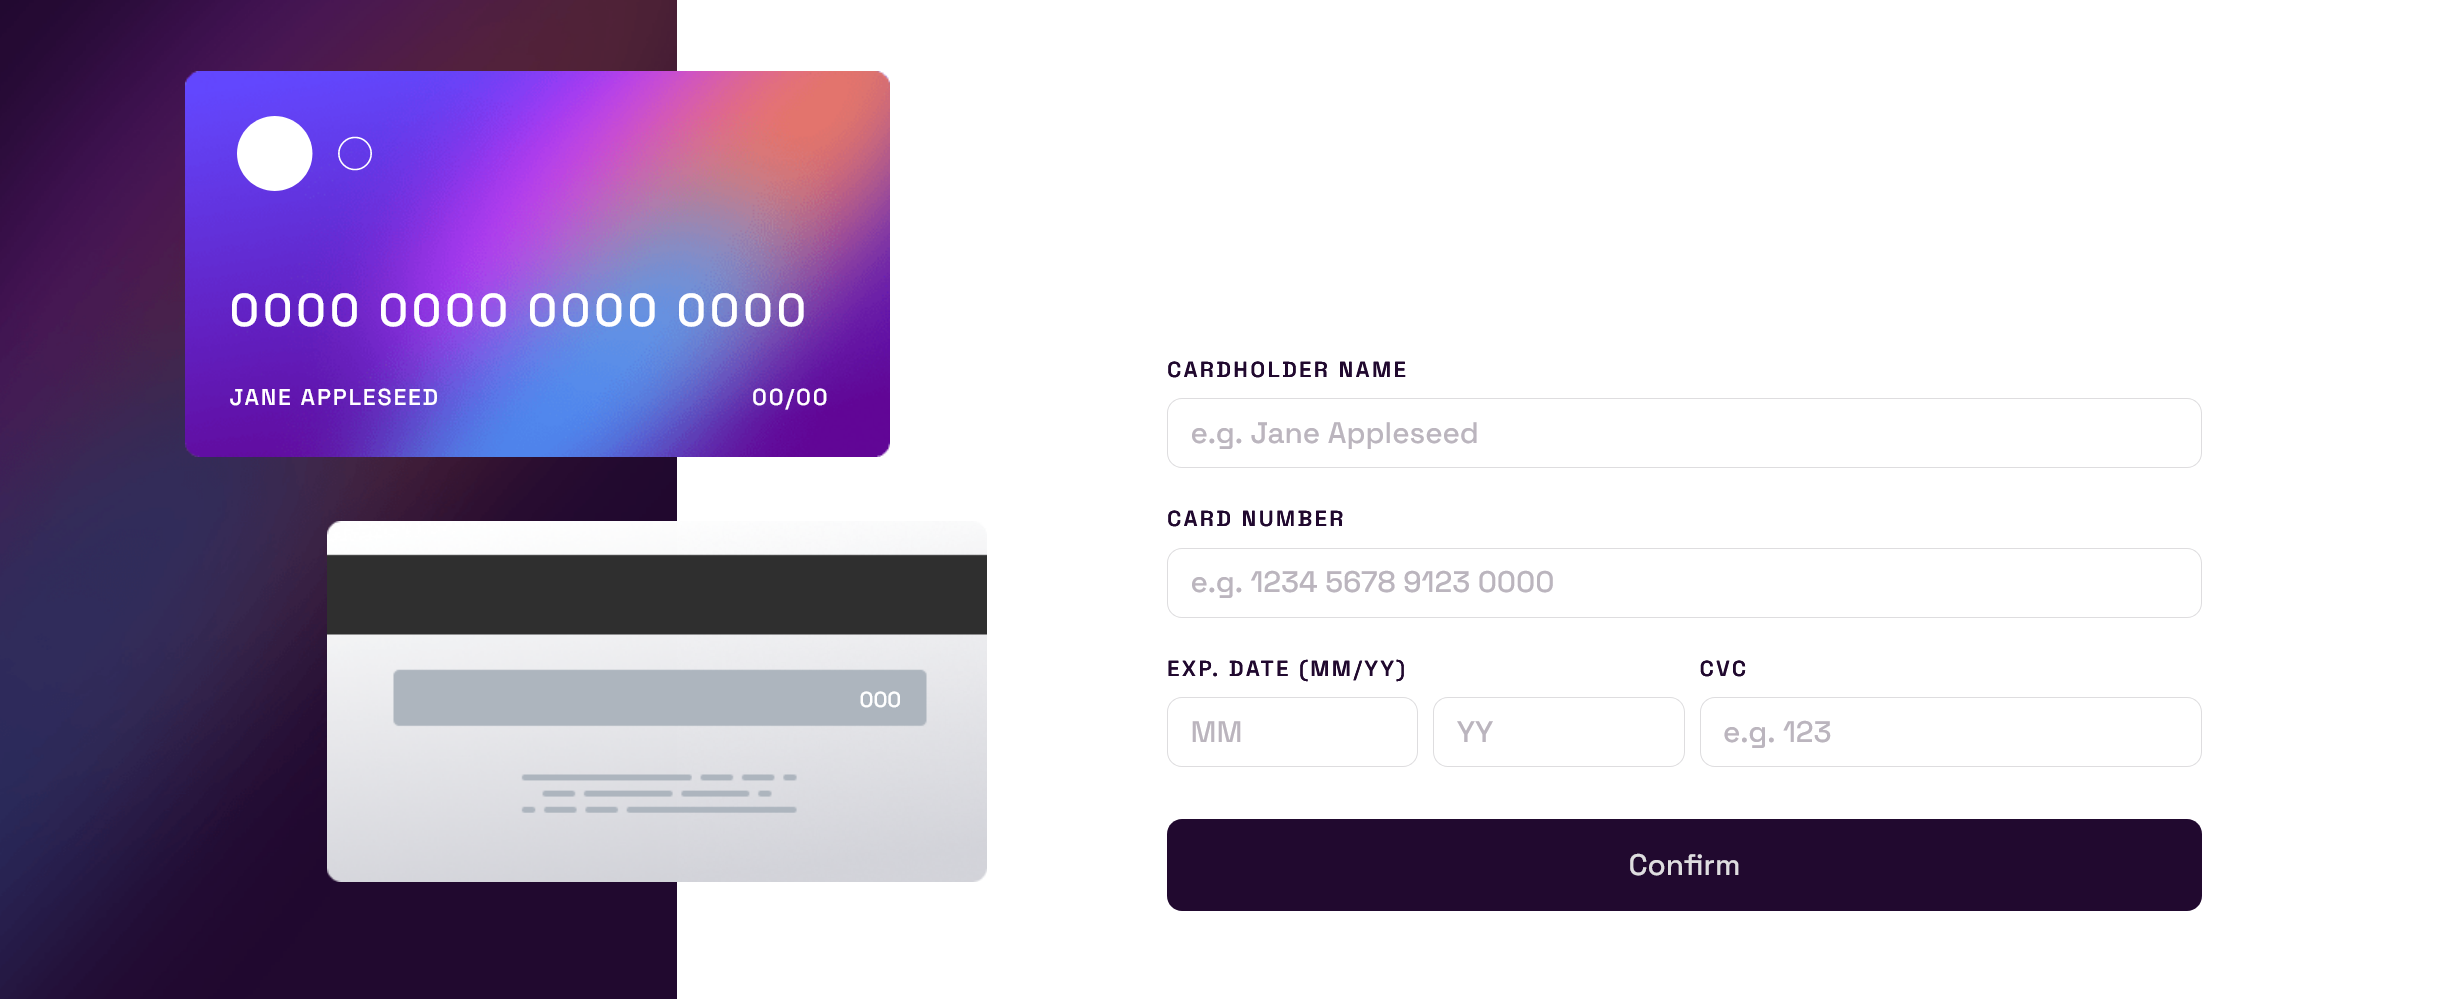 0000 0000 0000 0000
JANE APPLESEED 00/00
000
CARDHOLDER NAME
e.g. Jane Appleseed
CARD NUMBER
e.g. 1234 5678 9123 0000
EXP. DATE (MM/YY) CVC
MM YY e.g. 123
Confirm